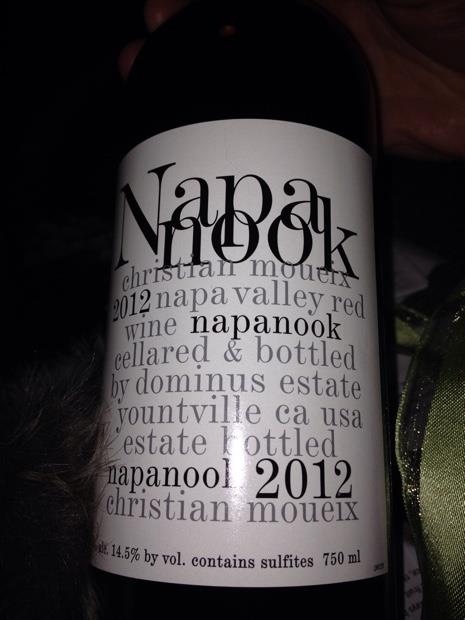 Napa
nook
christian moueix
2012 napa valley red
wine napanook
cellared & bottled
by dominus estate
yountville ca usa
estate bottled
napanook 2012
christian moueix
alc. 14.5% by vol. contains sulfites 750 ml